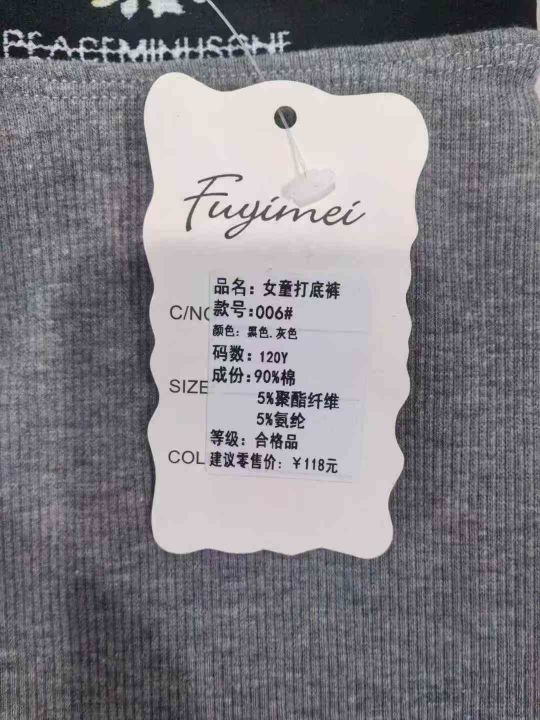 PEACEMINUSONE
Fuyimei
品名：女童打底裤
C/NO
款号：006#
颜色：黑色.灰色
码数：120Y
SIZE
成份：90%棉
5%聚酯纤维
5%氨纶
等级：合格品
COL
建议零售价：￥118元